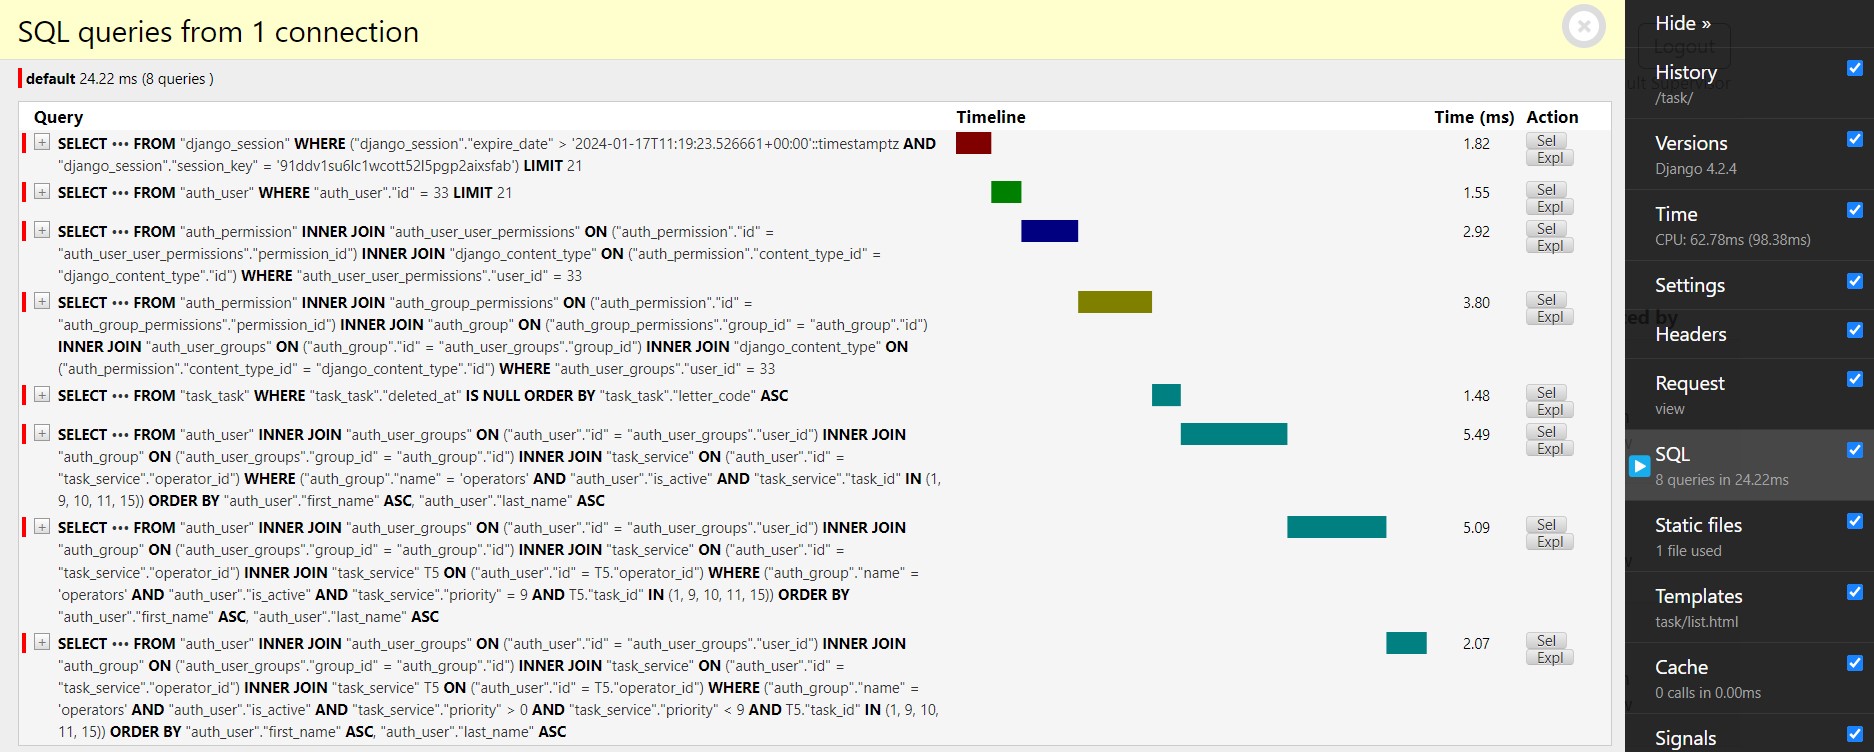 SQL queries from 1 connection
default 24.22 ms (8 queries )
Query Timeline Time (ms) Action
SELECT ••• FROM "django_session" WHERE ("django_session"."expire_date" > '2024-01-17T11:19:23.526661+00:00'::timestamptz AND 1.82 Sel
"django_session"."session_key" = '91ddv1su6lc1wcott52l5pgp2aixsfab') LIMIT 21 Expl
SELECT ••• FROM "auth_user" WHERE "auth_user"."id" = 33 LIMIT 21 1.55 Sel
Expl
SELECT ••• FROM "auth_permission" INNER JOIN "auth_user_user_permissions" ON ("auth_permission"."id" = 2.92 Sel
"auth_user_user_permissions"."permission_id") INNER JOIN "django_content_type" ON ("auth_permission"."content_type_id" = Expl
"django_content_type"."id") WHERE "auth_user_user_permissions"."user_id" = 33
SELECT ••• FROM "auth_permission" INNER JOIN "auth_group_permissions" ON ("auth_permission"."id" = 3.80 Sel
"auth_group_permissions"."permission_id") INNER JOIN "auth_group" ON ("auth_group_permissions"."group_id" = "auth_group"."id") Expl
INNER JOIN "auth_user_groups" ON ("auth_group"."id" = "auth_user_groups"."group_id") INNER JOIN "django_content_type" ON
("auth_permission"."content_type_id" = "django_content_type"."id") WHERE "auth_user_groups"."user_id" = 33
SELECT ••• FROM "task_task" WHERE "task_task"."deleted_at" IS NULL ORDER BY "task_task"."letter_code" ASC 1.48 Sel
Expl
SELECT ••• FROM "auth_user" INNER JOIN "auth_user_groups" ON ("auth_user"."id" = "auth_user_groups"."user_id") INNER JOIN 5.49 Sel
"auth_group" ON ("auth_user_groups"."group_id" = "auth_group"."id") INNER JOIN "task_service" ON ("auth_user"."id" = Expl
"task_service"."operator_id") WHERE ("auth_group"."name" = 'operators' AND "auth_user"."is_active" AND "task_service"."task_id" IN (1,
9, 10, 11, 15)) ORDER BY "auth_user"."first_name" ASC, "auth_user"."last_name" ASC
SELECT ••• FROM "auth_user" INNER JOIN "auth_user_groups" ON ("auth_user"."id" = "auth_user_groups"."user_id") INNER JOIN 5.09 Sel
"auth_group" ON ("auth_user_groups"."group_id" = "auth_group"."id") INNER JOIN "task_service" ON ("auth_user"."id" = Expl
"task_service"."operator_id") INNER JOIN "task_service" T5 ON ("auth_user"."id" = T5."operator_id") WHERE ("auth_group"."name" =
'operators' AND "auth_user"."is_active" AND "task_service"."priority" = 9 AND T5."task_id" IN (1, 9, 10, 11, 15)) ORDER BY
"auth_user"."first_name" ASC, "auth_user"."last_name" ASC
SELECT ••• FROM "auth_user" INNER JOIN "auth_user_groups" ON ("auth_user"."id" = "auth_user_groups"."user_id") INNER JOIN 2.07 Sel
"auth_group" ON ("auth_user_groups"."group_id" = "auth_group"."id") INNER JOIN "task_service" ON ("auth_user"."id" = Expl
"task_service"."operator_id") INNER JOIN "task_service" T5 ON ("auth_user"."id" = T5."operator_id") WHERE ("auth_group"."name" =
'operators' AND "auth_user"."is_active" AND "task_service"."priority" > 0 AND "task_service"."priority" < 9 AND T5."task_id" IN (1, 9, 10,
11, 15)) ORDER BY "auth_user"."first_name" ASC, "auth_user"."last_name" ASC
Hide »
Logout
History
/task/
Versions
Django 4.2.4
Time
CPU: 62.78ms (98.38ms)
Settings
Headers
Request
view
SQL
8 queries in 24.22ms
Static files
1 file used
Templates
task/list.html
Cache
0 calls in 0.00ms
Signals